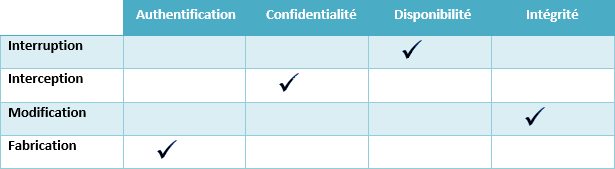 Authentification Confidentialité Disponibilité Intégrité
Interruption ✓
Interception ✓
Modification ✓
Fabrication ✓